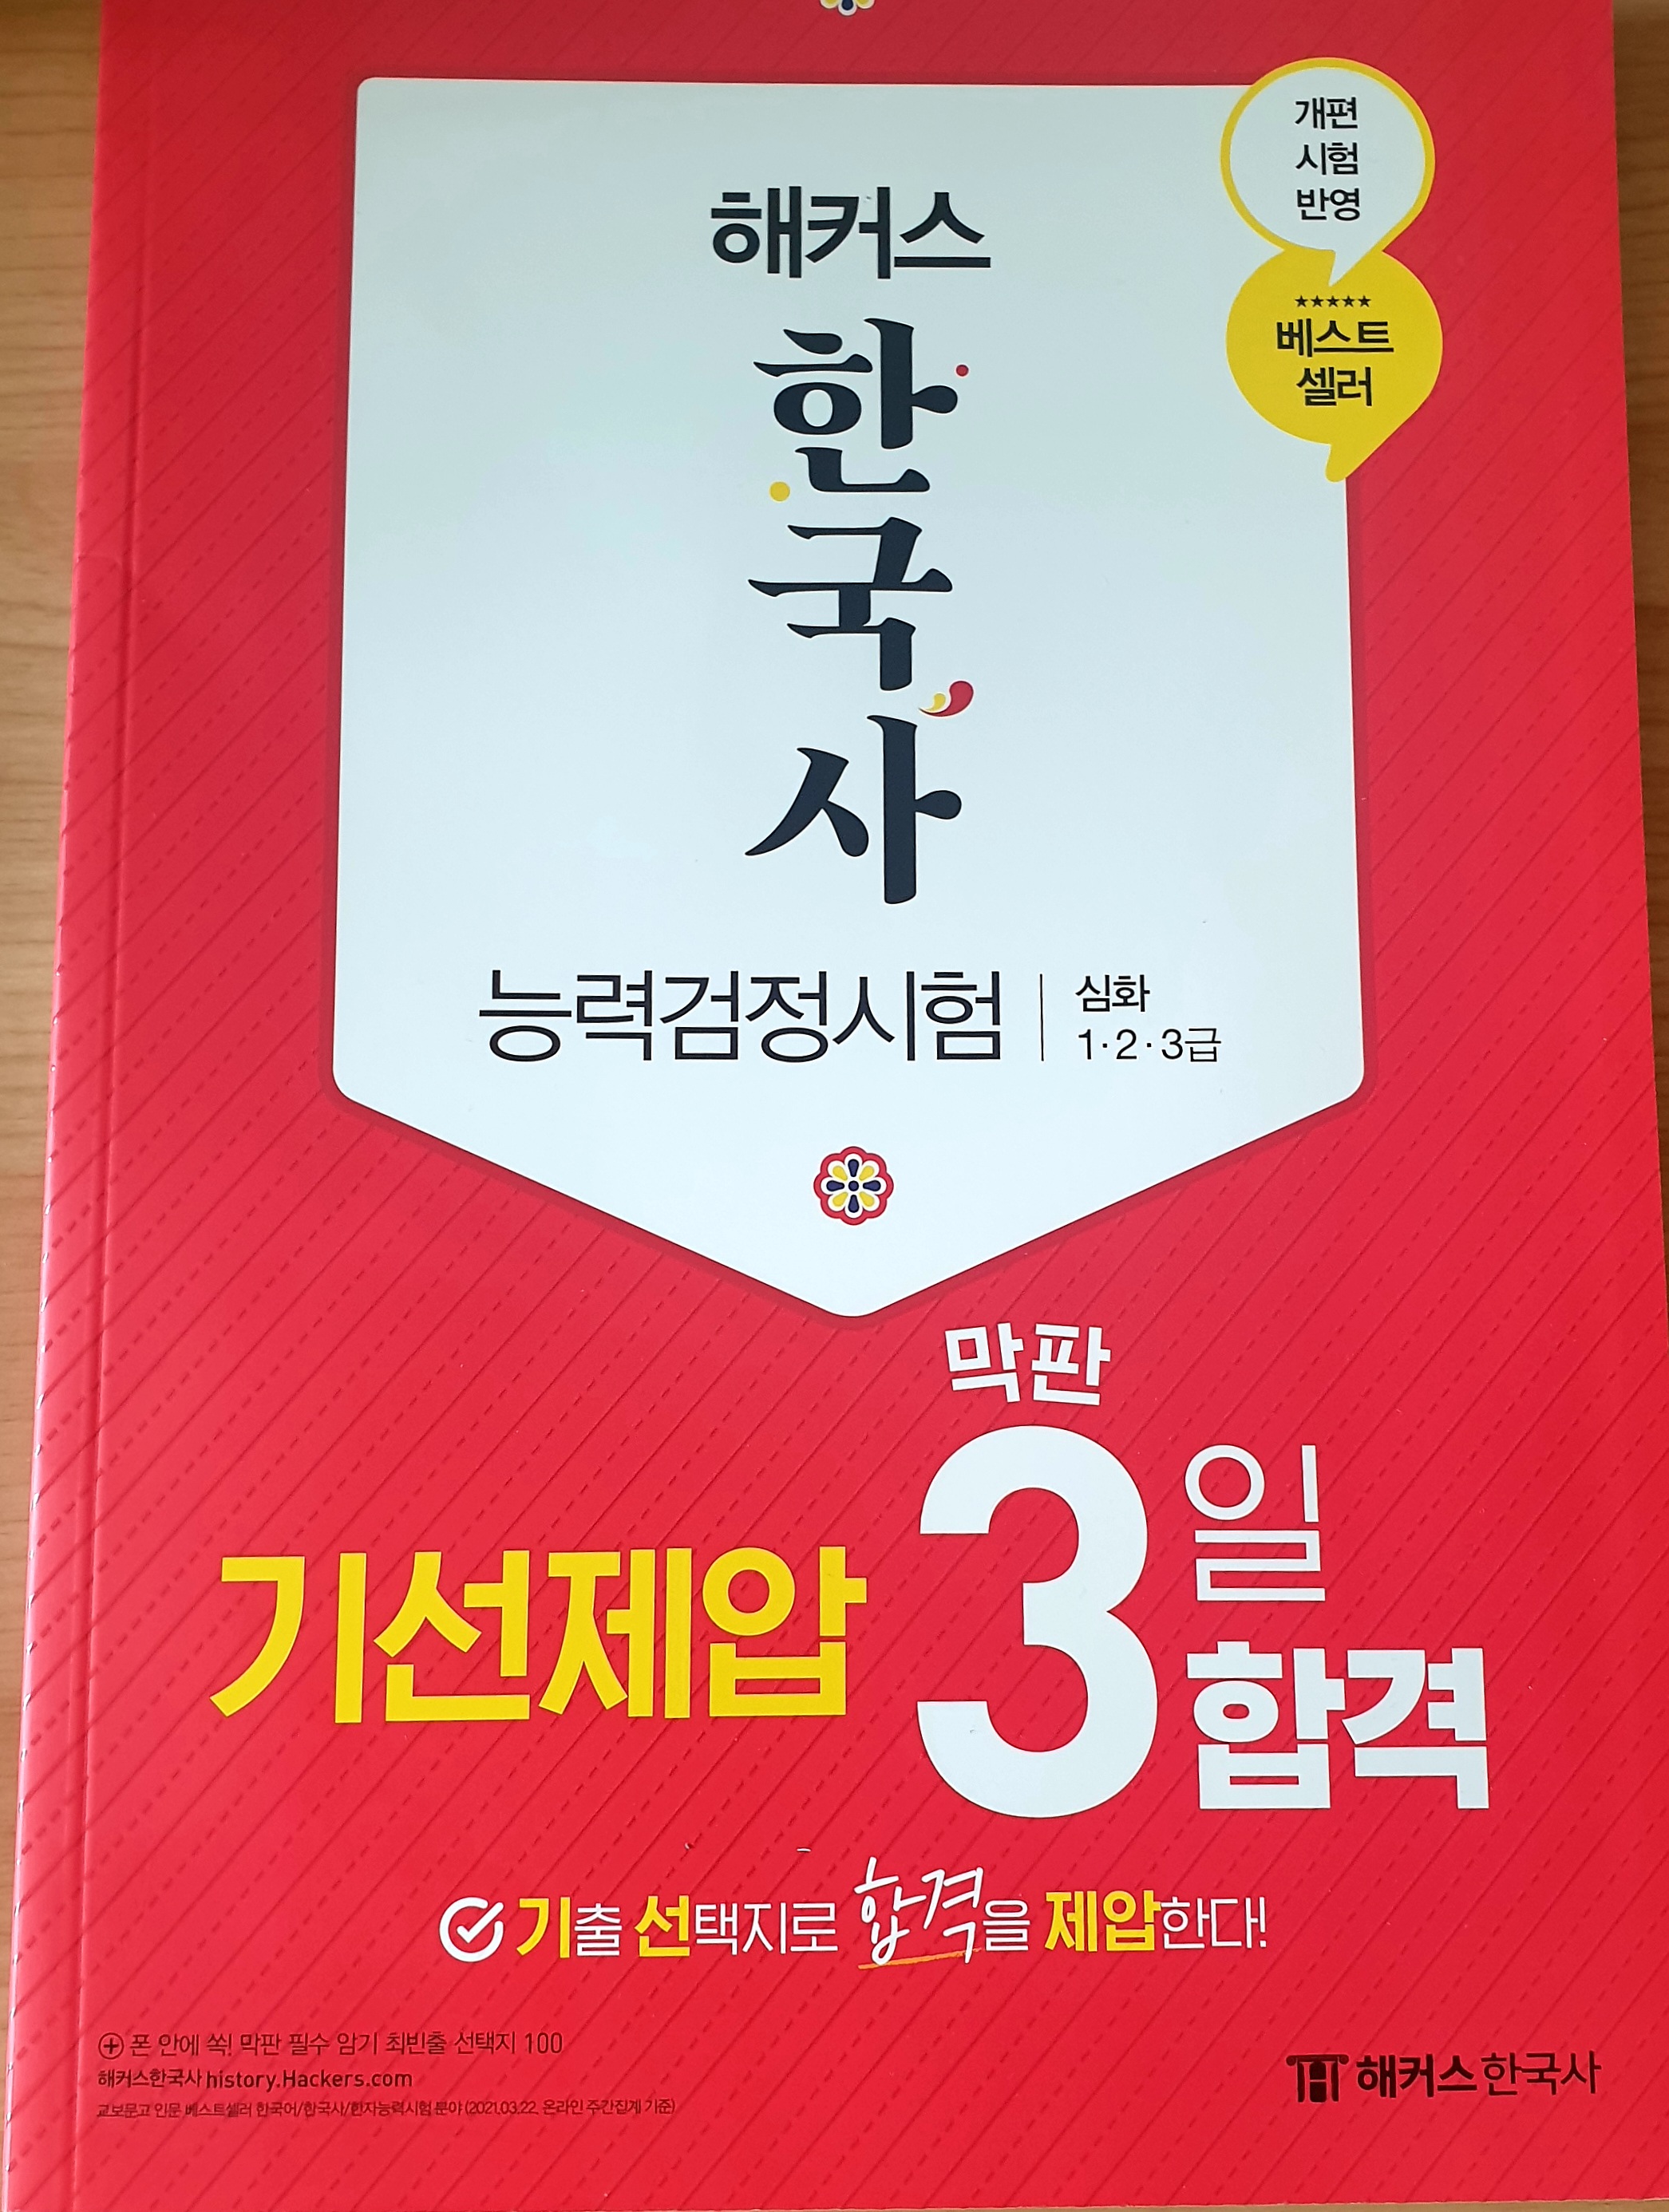 개편
시험
반영
★★★★★
베스트
셀러
해커스
한
국
사
능력검정시험
심화
1·2·3급
막판
기선제압
3일
합격
기출 선택지로 합격을 제압한다!
폰 안에 쏙! 막판 필수 암기 최빈출 선택지 100
해커스한국사 history.Hackers.com
교보문고 인문 베스트셀러 한국어/한국사/한자능력시험 분야 (2021.03.22. 온라인 주간집계 기준)
해커스한국사